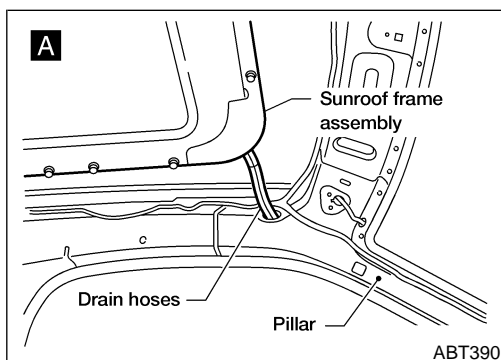 A
Sunroof frame
assembly
Drain hoses
Pillar
ABT390